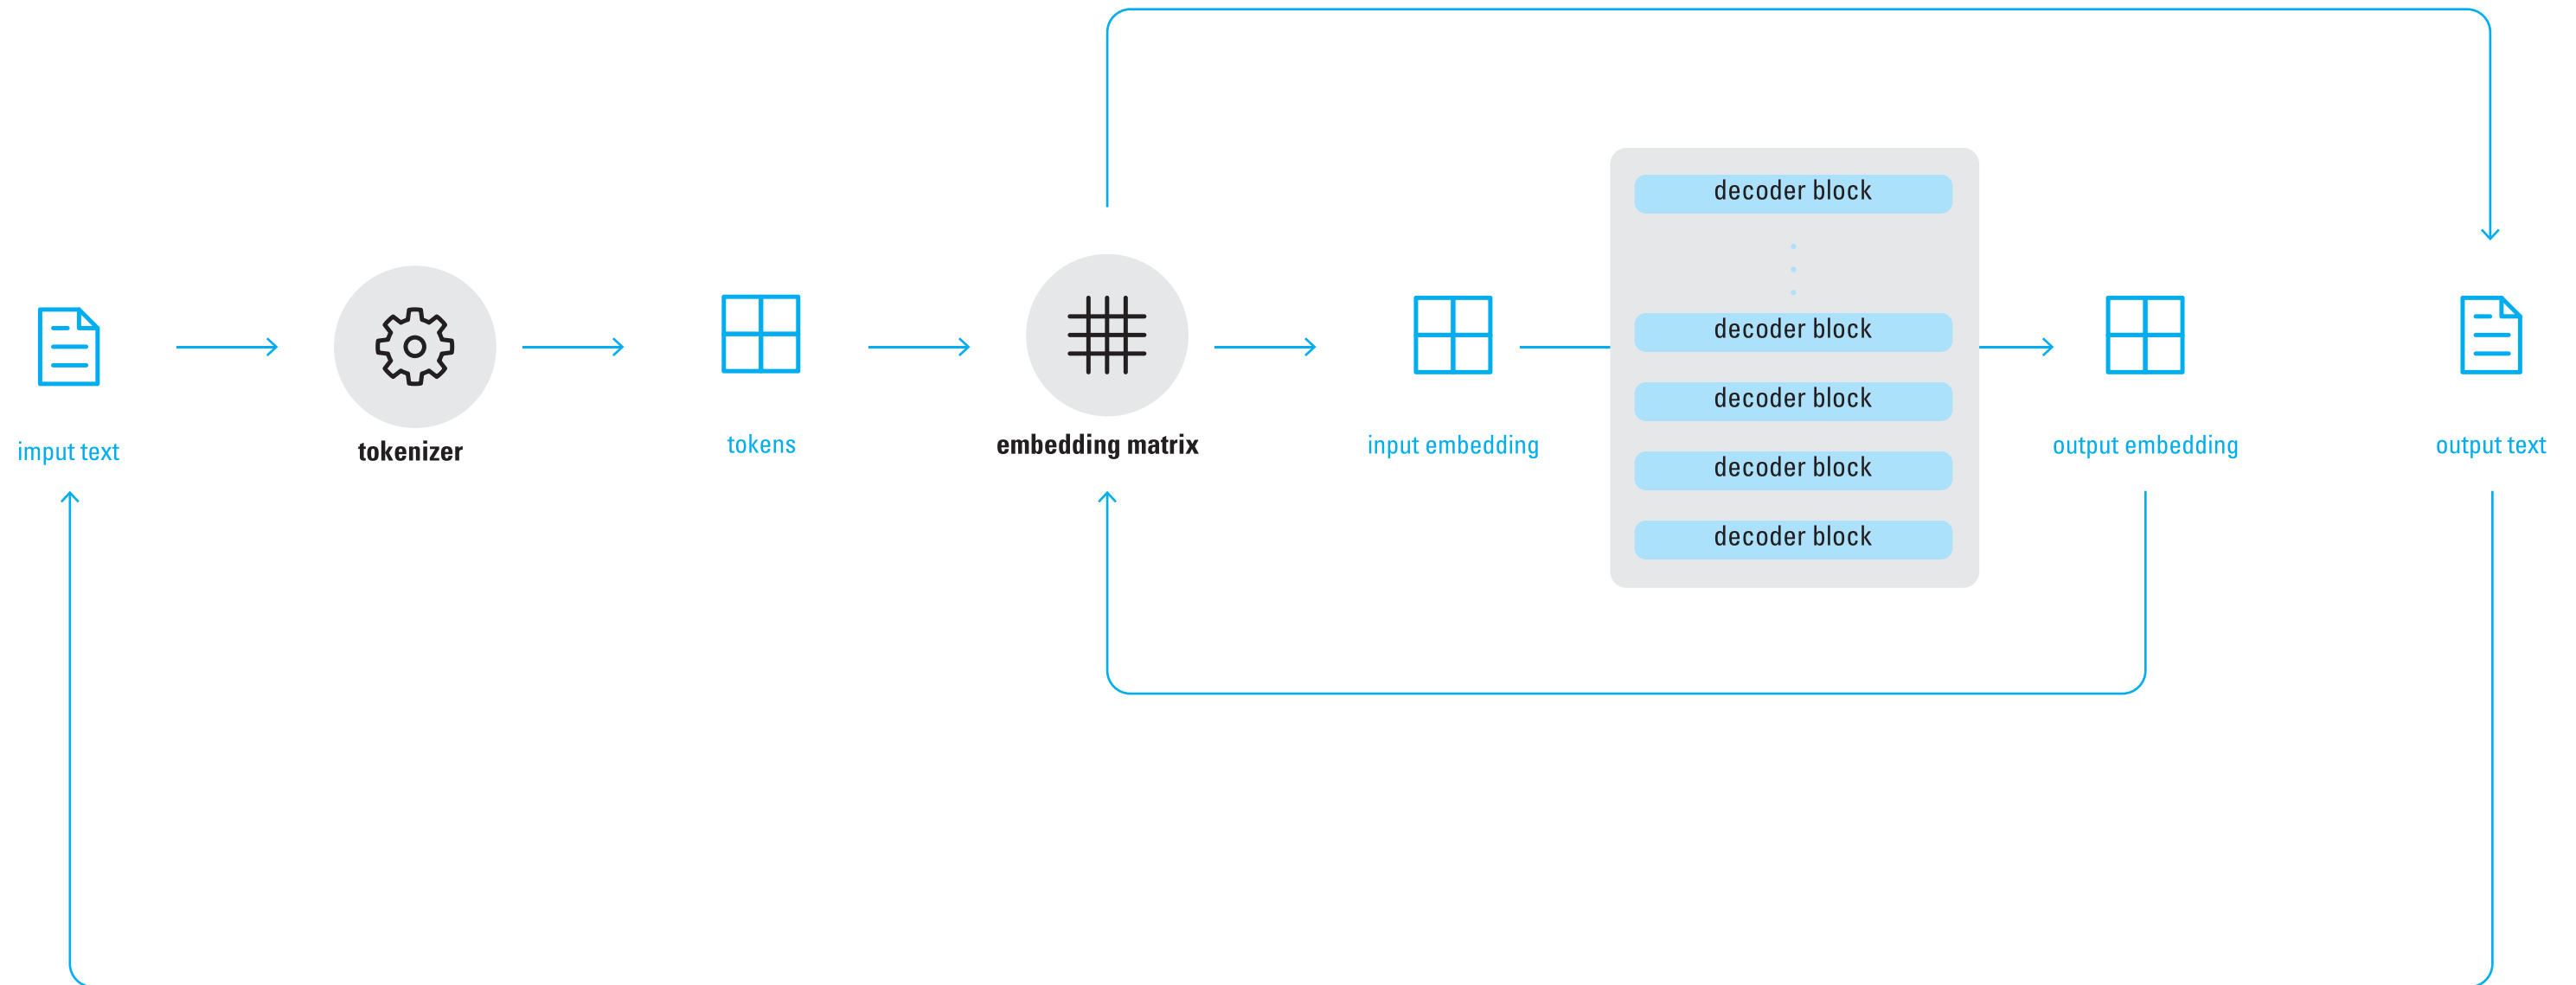 decoder block
decoder block
decoder block
decoder block
decoder block
imput text
tokenizer
tokens
embedding matrix
input embedding
output embedding
output text